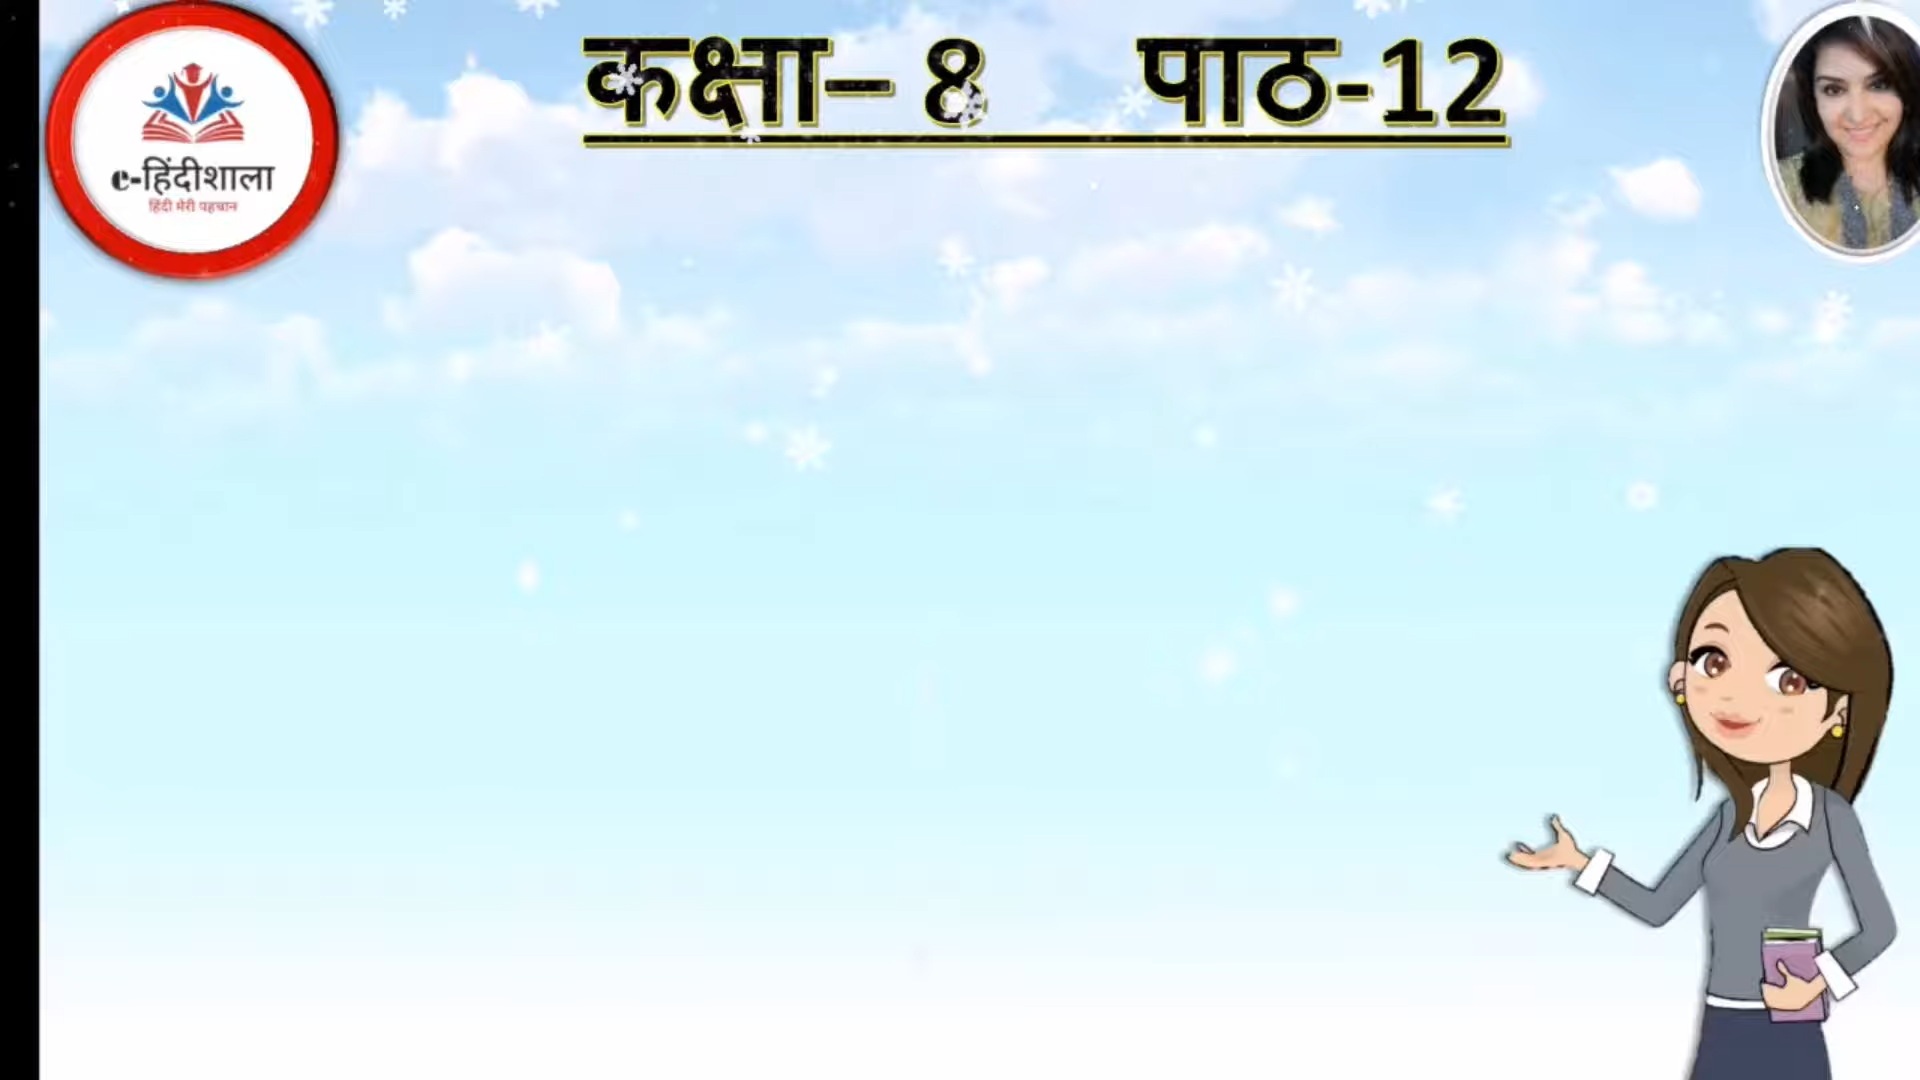 कक्षा– 8 पाठ-12
e-हिंदीशाला
हिंदी मेरी पहचान